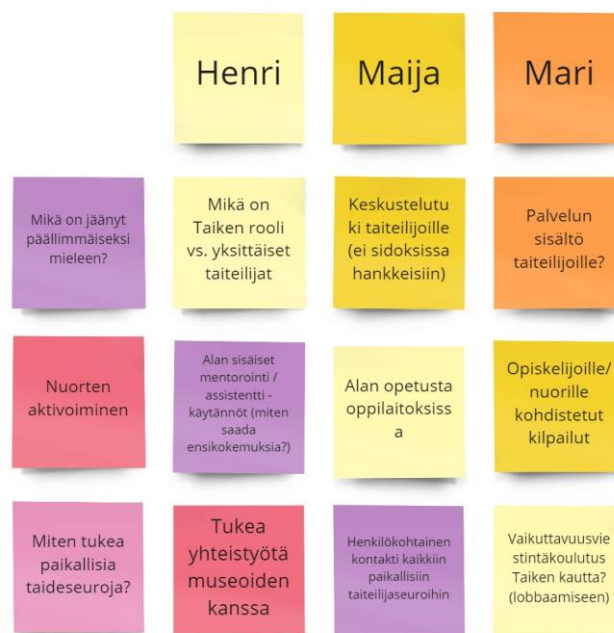 Henri
Maija
Mari
Mikä on jäänyt
päällimmäiseksi
mieleen?
Mikä on
Taiken rooli
vs. yksittäiset
taiteilijat
Keskustelutu
ki taiteilijoille
(ei sidoksissa
hankkeisiin)
Palvelun
sisältö
taiteilijoille?
Nuorten
aktivoiminen
Alan sisäiset
mentorointi /
assistentti -
käytännöt (miten
saada
ensikokemuksia?)
Alan opetusta
oppilaitoksiss
a
Opiskelijoille/
nuorille
kohdistetut
kilpailut
Miten tukea
paikallisia
taideseuroja?
Tukea
yhteistyötä
museoiden
kanssa
Henkilökohtainen
kontakti kaikkiin
paikallisiin
taiteilijaseuroihin
Vaikuttavuusvie
stintäkoulutus
Taiken kautta?
(lobbaamiseen)